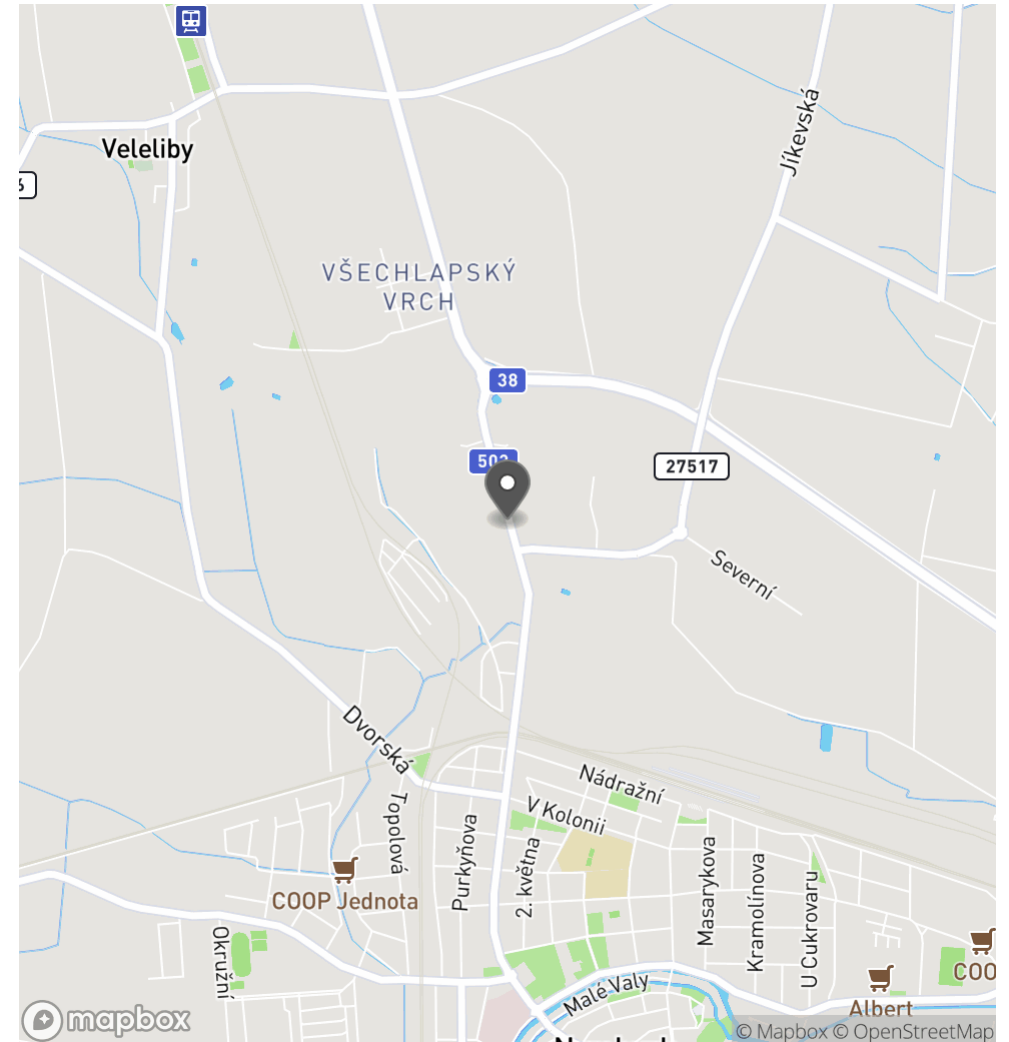 Veleliby
Jíkevská
VŠECHLAPSKÝ
VRCH
38
27517
Severní
Dvorská
Nádražní
V Kolonii
Topolová
Purkyňova
2. května
Masarykova
Kramolínova
U Cukrovaru
COOP Jednota
Okružní
COO
Albert
Malé Valy
mapbox
© Mapbox © OpenStreetMap